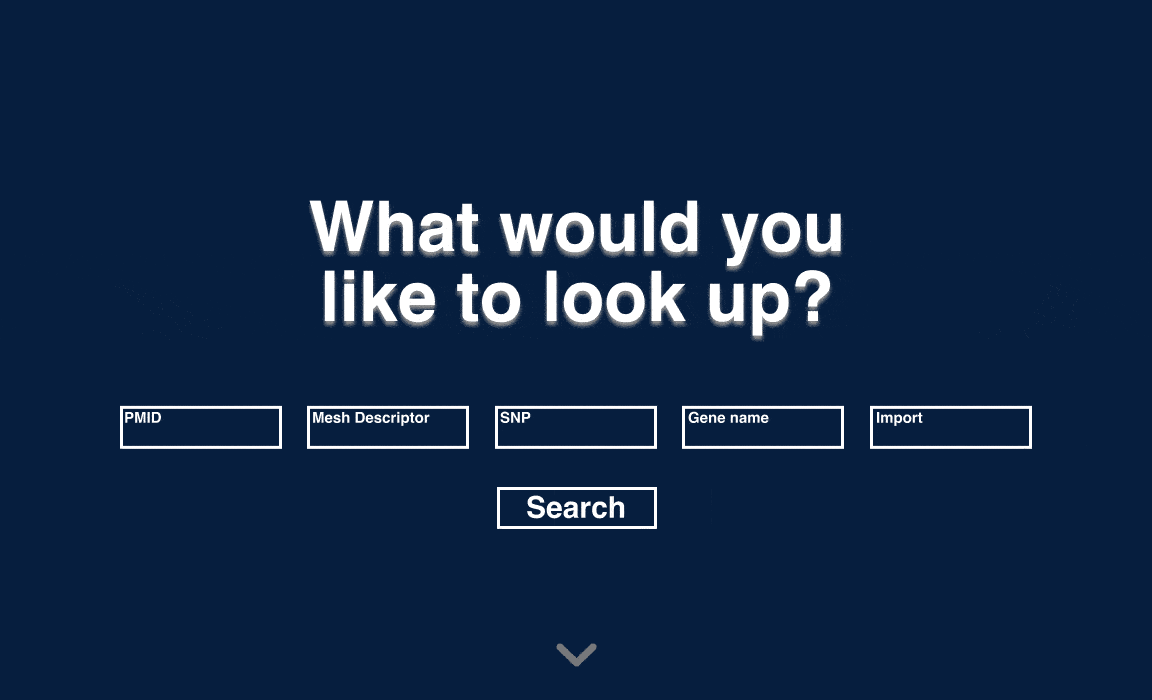 What would you
like to look up?
PMID
Mesh Descriptor
SNP
Gene name
Import
Search